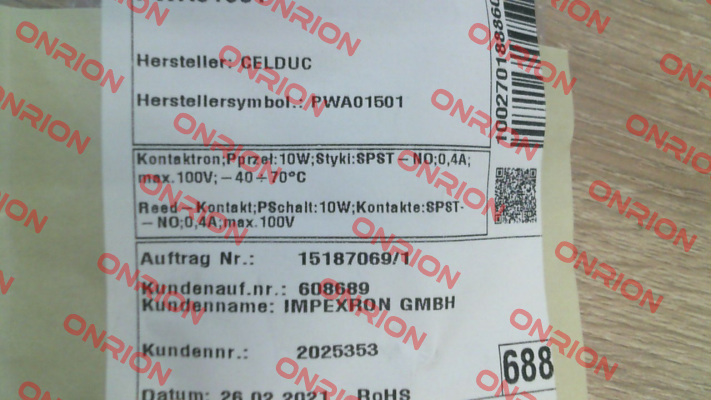 Hersteller: CELDUC
Herstellersymbol.: PWA01501
Kontaktron;Pprzeł:10W;Styki:SPST-NO;0,4A;
max.100V;-40÷70°C
Reed-Kontakt;PSchalt:10W;Kontakte:SPST-
-NO;0,4A;max.100V
Auftrag Nr.: 15187069/1
Kundenauf.nr.: 608689
Kundenname: IMPEXRON GMBH
Kundennr.: 2025353
688
Datum: 26.02.2021 RoHS
ONRION